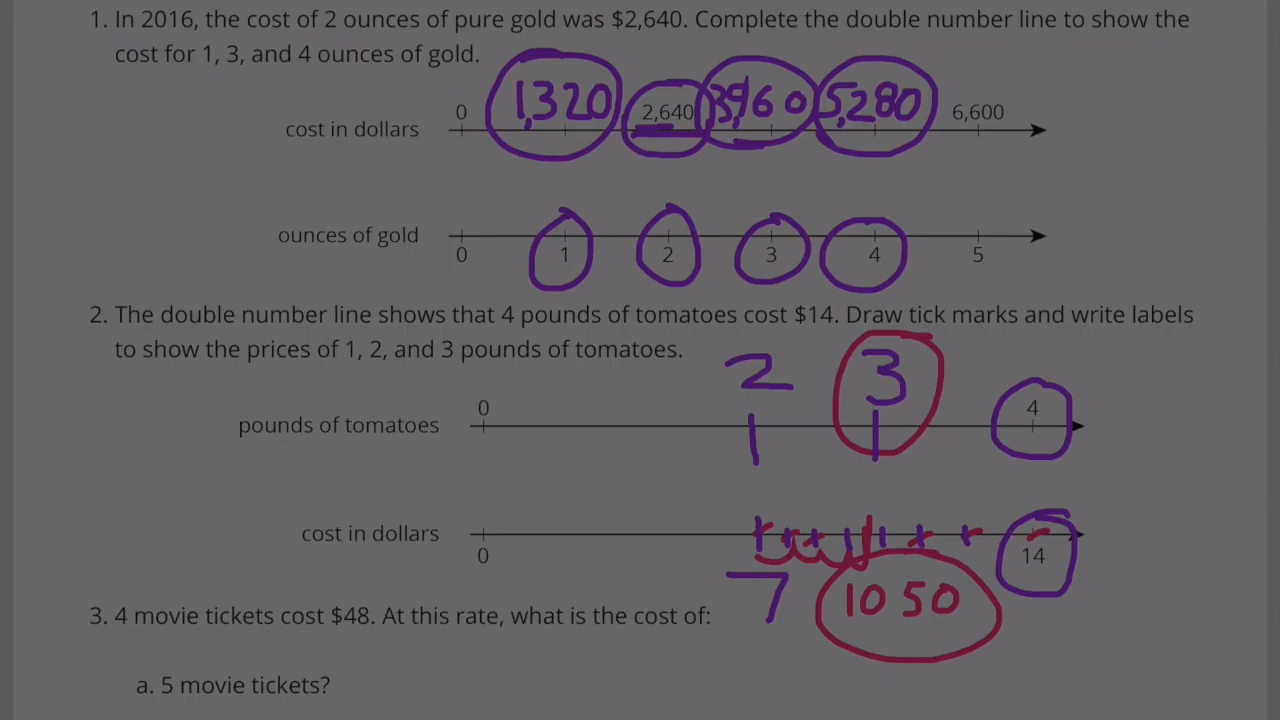 1. In 2016, the cost of 2 ounces of pure gold was $2,640. Complete the double number line to show the
cost for 1, 3, and 4 ounces of gold.
0 1,320 2,640 3,960 5,280 6,600
cost in dollars
ounces of gold
0 1 2 3 4 5
2. The double number line shows that 4 pounds of tomatoes cost $14. Draw tick marks and write labels
to show the prices of 1, 2, and 3 pounds of tomatoes.
2 3
0 4
pounds of tomatoes
cost in dollars
0 14
7 10 50
3. 4 movie tickets cost $48. At this rate, what is the cost of:
a. 5 movie tickets?